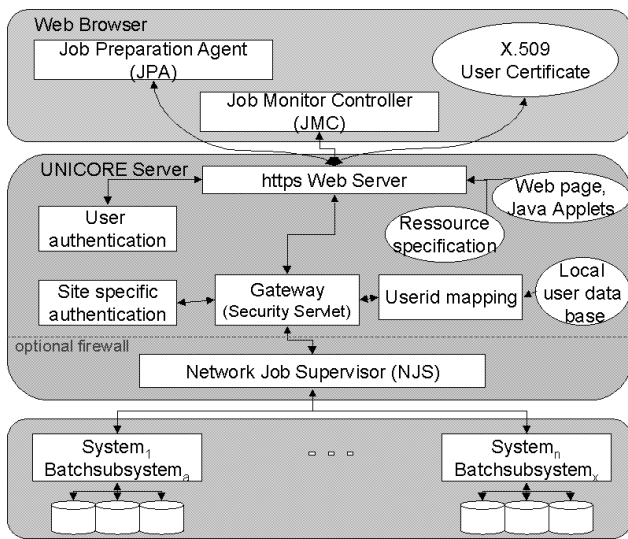 Web Browser
Job Preparation Agent
(JPA)
X.509
User Certificate
Job Monitor Controller
(JMC)
UNICORE Server
https Web Server
Web page,
Java Applets
User
authentication
Ressource
specification
Site specific
authentication
Gateway
(Security Servlet)
Userid mapping
Local
user data
base
optional firewall
Network Job Supervisor (NJS)
System1
Batchsubsystema
- - -
Systemn
Batchsubsystemx